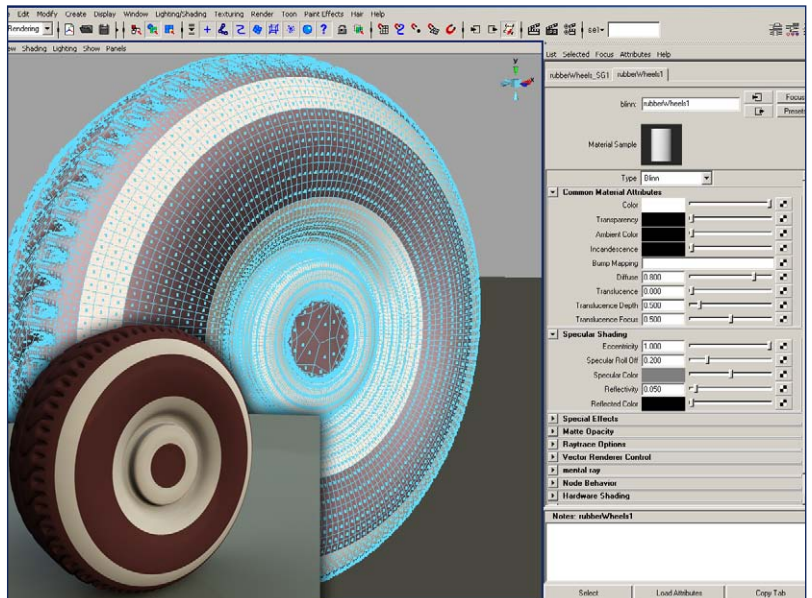 Edit Modify Create Display Window Lighting/Shading Texturing Render Toon Paint Effects Hair Help
Rendering
sel
Shading Lighting Show Panels
y
x
List Selected Focus Attributes Help
rubberWheels_SG1 rubberWheels1
blinn: rubberWheels1
Focus
Presets
Material Sample
Type Blinn
Common Material Attributes
Color
Transparency
Ambient Color
Incandescence
Bump Mapping
Diffuse 0.800
Translucence 0.000
Translucence Depth 0.500
Translucence Focus 0.500
Specular Shading
Eccentricity 1.000
Specular Roll Off 0.200
Specular Color
Reflectivity 0.050
Reflected Color
Special Effects
Matte Opacity
Raytrace Options
Vector Renderer Control
mental ray
Node Behavior
Hardware Shading
Notes: rubberWheels1
Select Load Attributes Copy Tab